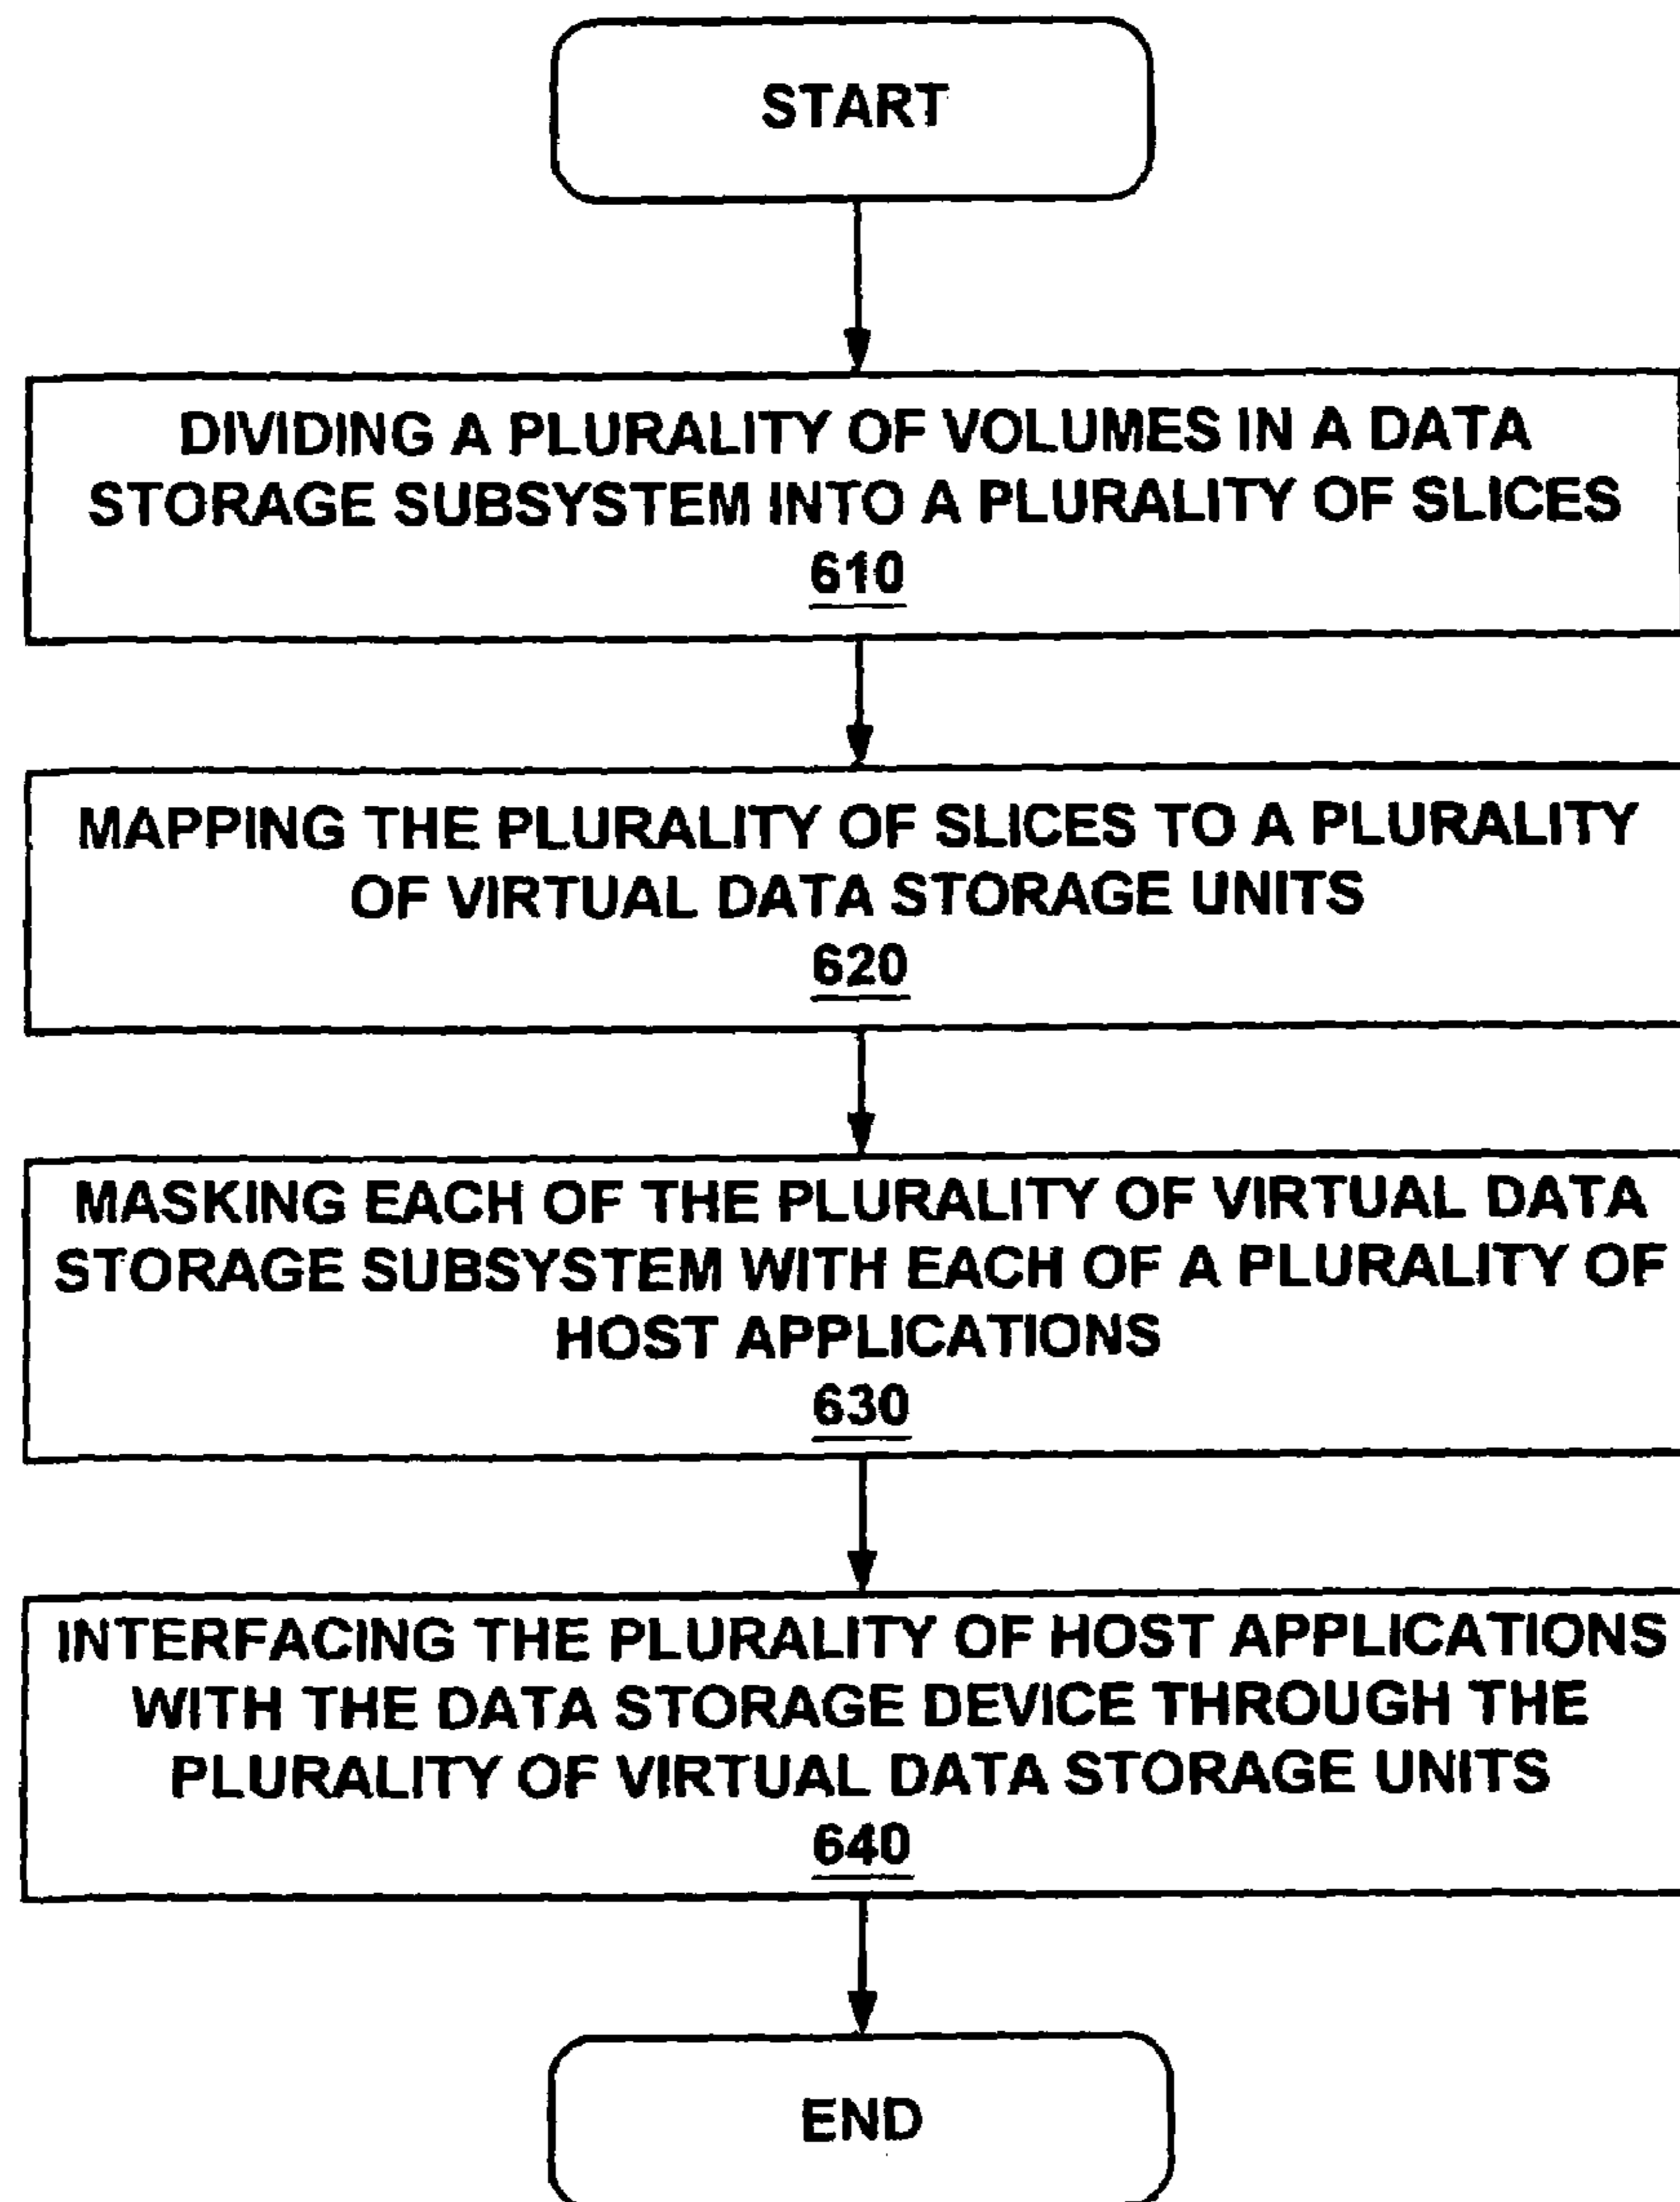 START
DIVIDING A PLURALITY OF VOLUMES IN A DATA
STORAGE SUBSYSTEM INTO A PLURALITY OF SLICES
610
MAPPING THE PLURALITY OF SLICES TO A PLURALITY
OF VIRTUAL DATA STORAGE UNITS
620
MASKING EACH OF THE PLURALITY OF VIRTUAL DATA
STORAGE SUBSYSTEM WITH EACH OF A PLURALITY OF
HOST APPLICATIONS
630
INTERFACING THE PLURALITY OF HOST APPLICATIONS
WITH THE DATA STORAGE DEVICE THROUGH THE
PLURALITY OF VIRTUAL DATA STORAGE UNITS
640
END